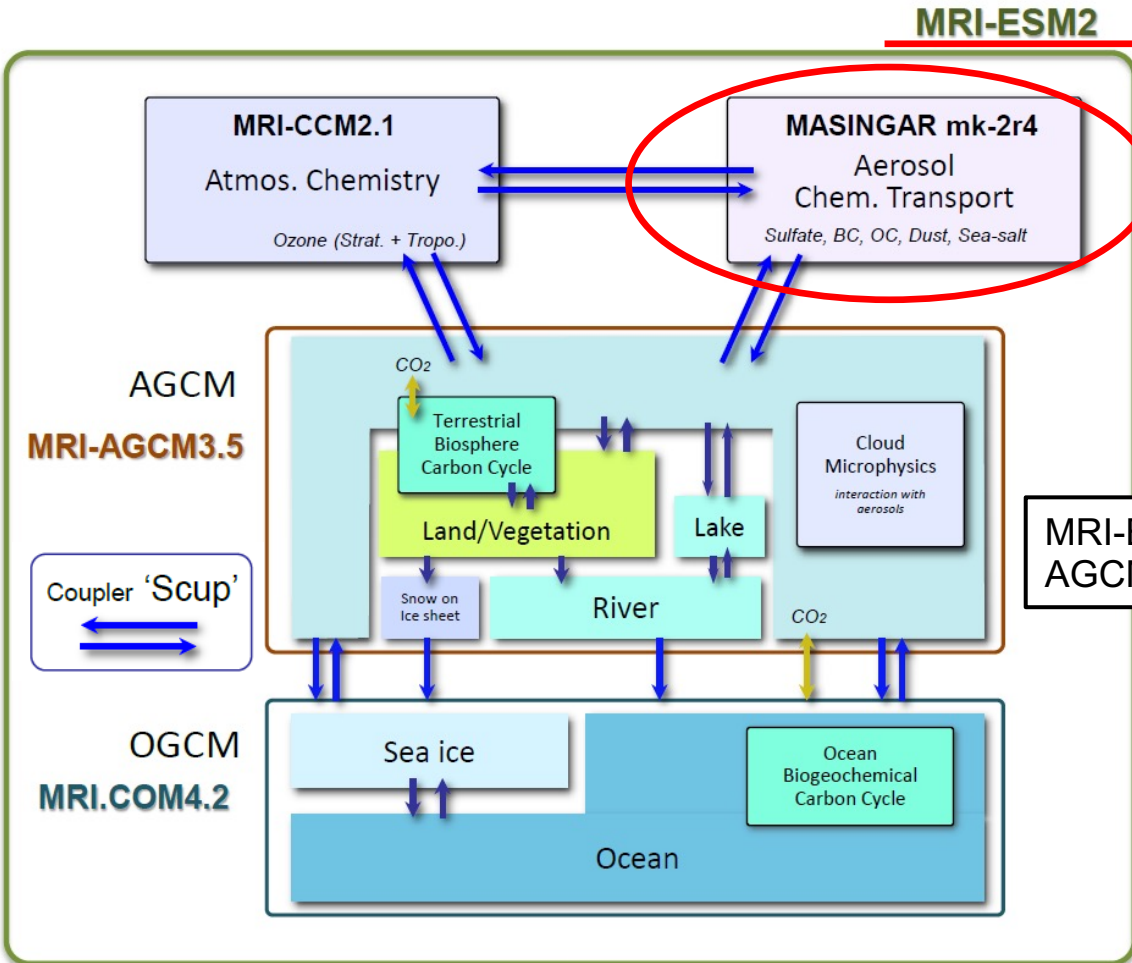 MRI-ESM2
MRI-CCM2.1
Atmos. Chemistry
Ozone (Strat. + Tropo.)
MASINGAR mk-2r4
Aerosol
Chem. Transport
Sulfate, BC, OC, Dust, Sea-salt
AGCM
MRI-AGCM3.5
CO2
Terrestrial
Biosphere
Carbon Cycle
Land/Vegetation
Lake
Cloud
Microphysics
interaction with
aerosols
Snow on
Ice sheet
River
CO2
Coupler 'Scup'
OGCM
MRI.COM4.2
Sea ice
Ocean
Biogeochemical
Carbon Cycle
Ocean